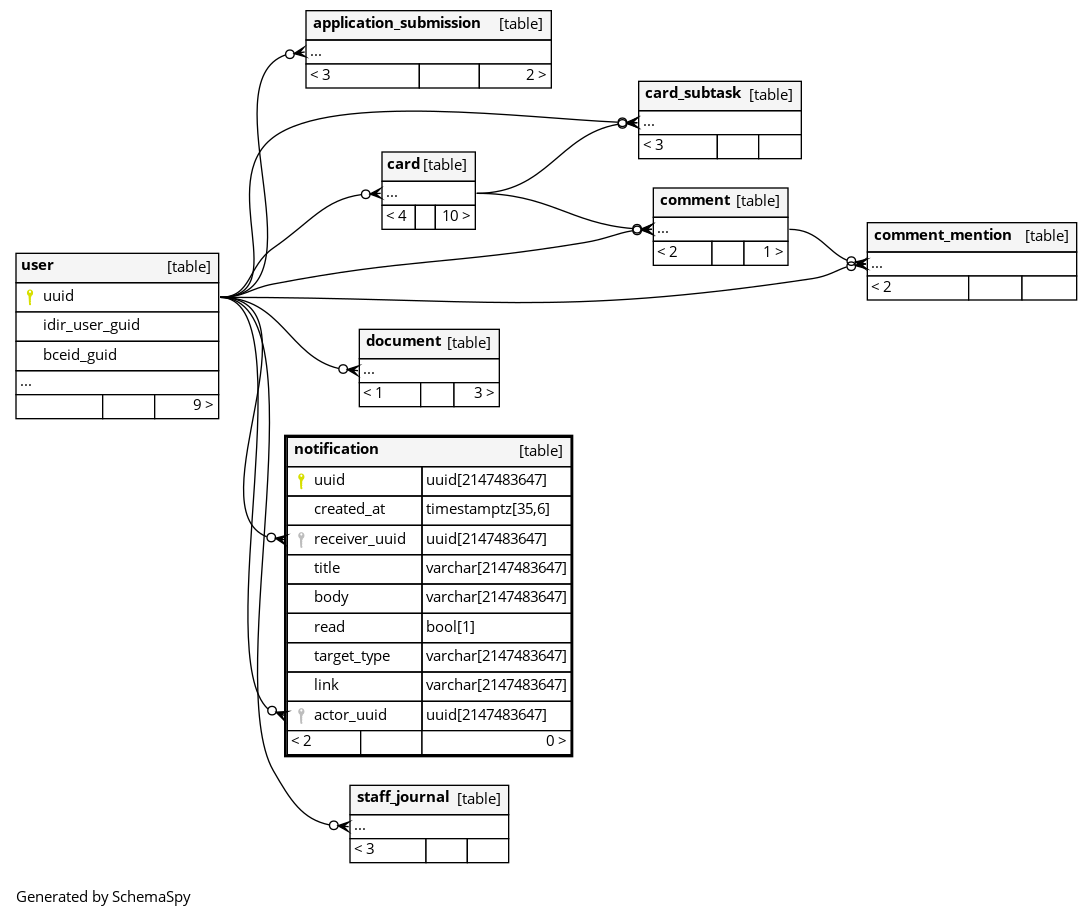 application_submission [table]
...
< 3 2 >
card_subtask [table]
...
< 3
card [table]
...
< 4 10 >
comment [table]
...
< 2 1 >
comment_mention [table]
...
< 2
user [table]
uuid
idir_user_guid
bceid_guid
...
9 >
document [table]
...
< 1 3 >
notification [table]
uuid uuid[2147483647]
created_at timestamptz[35,6]
receiver_uuid uuid[2147483647]
title varchar[2147483647]
body varchar[2147483647]
read bool[1]
target_type varchar[2147483647]
link varchar[2147483647]
actor_uuid uuid[2147483647]
< 2 0 >
staff_journal [table]
...
< 3
Generated by SchemaSpy